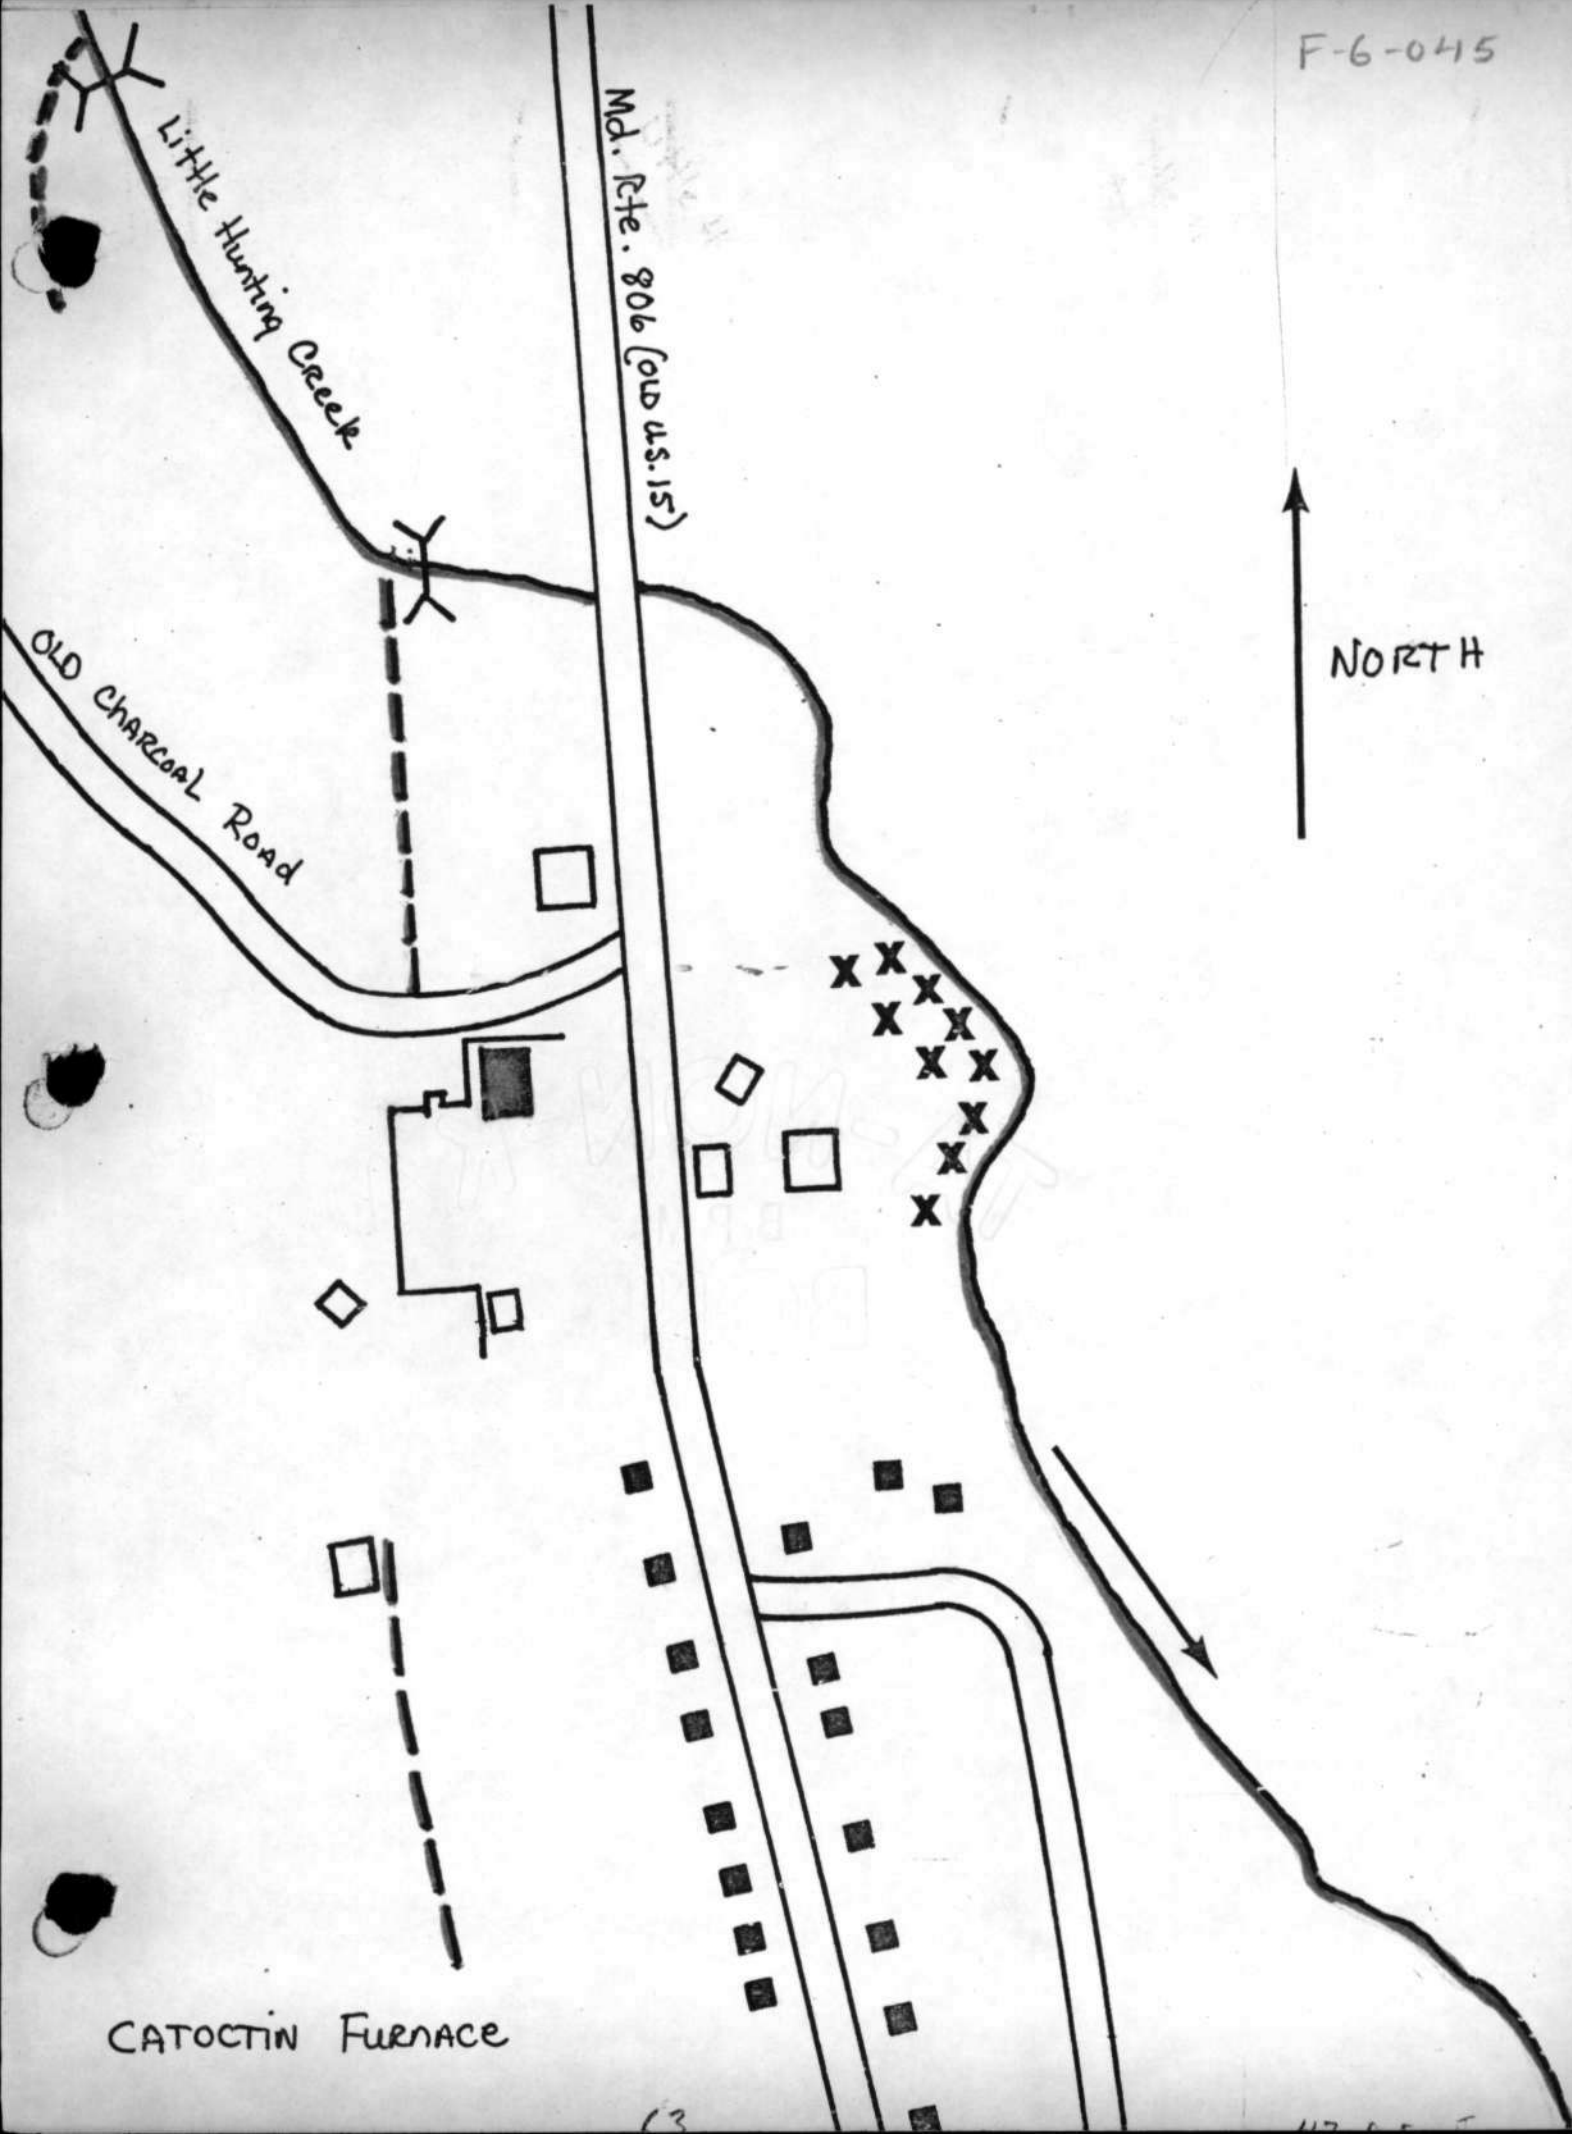 F-6-045
Md. Rte. 806 (OLD U.S. 15)
Little Hunting Creek
NORTH
OLD CHARCOAL ROAD
X X
X
X X
X X
X
X
X
CATOCTIN FURNACE